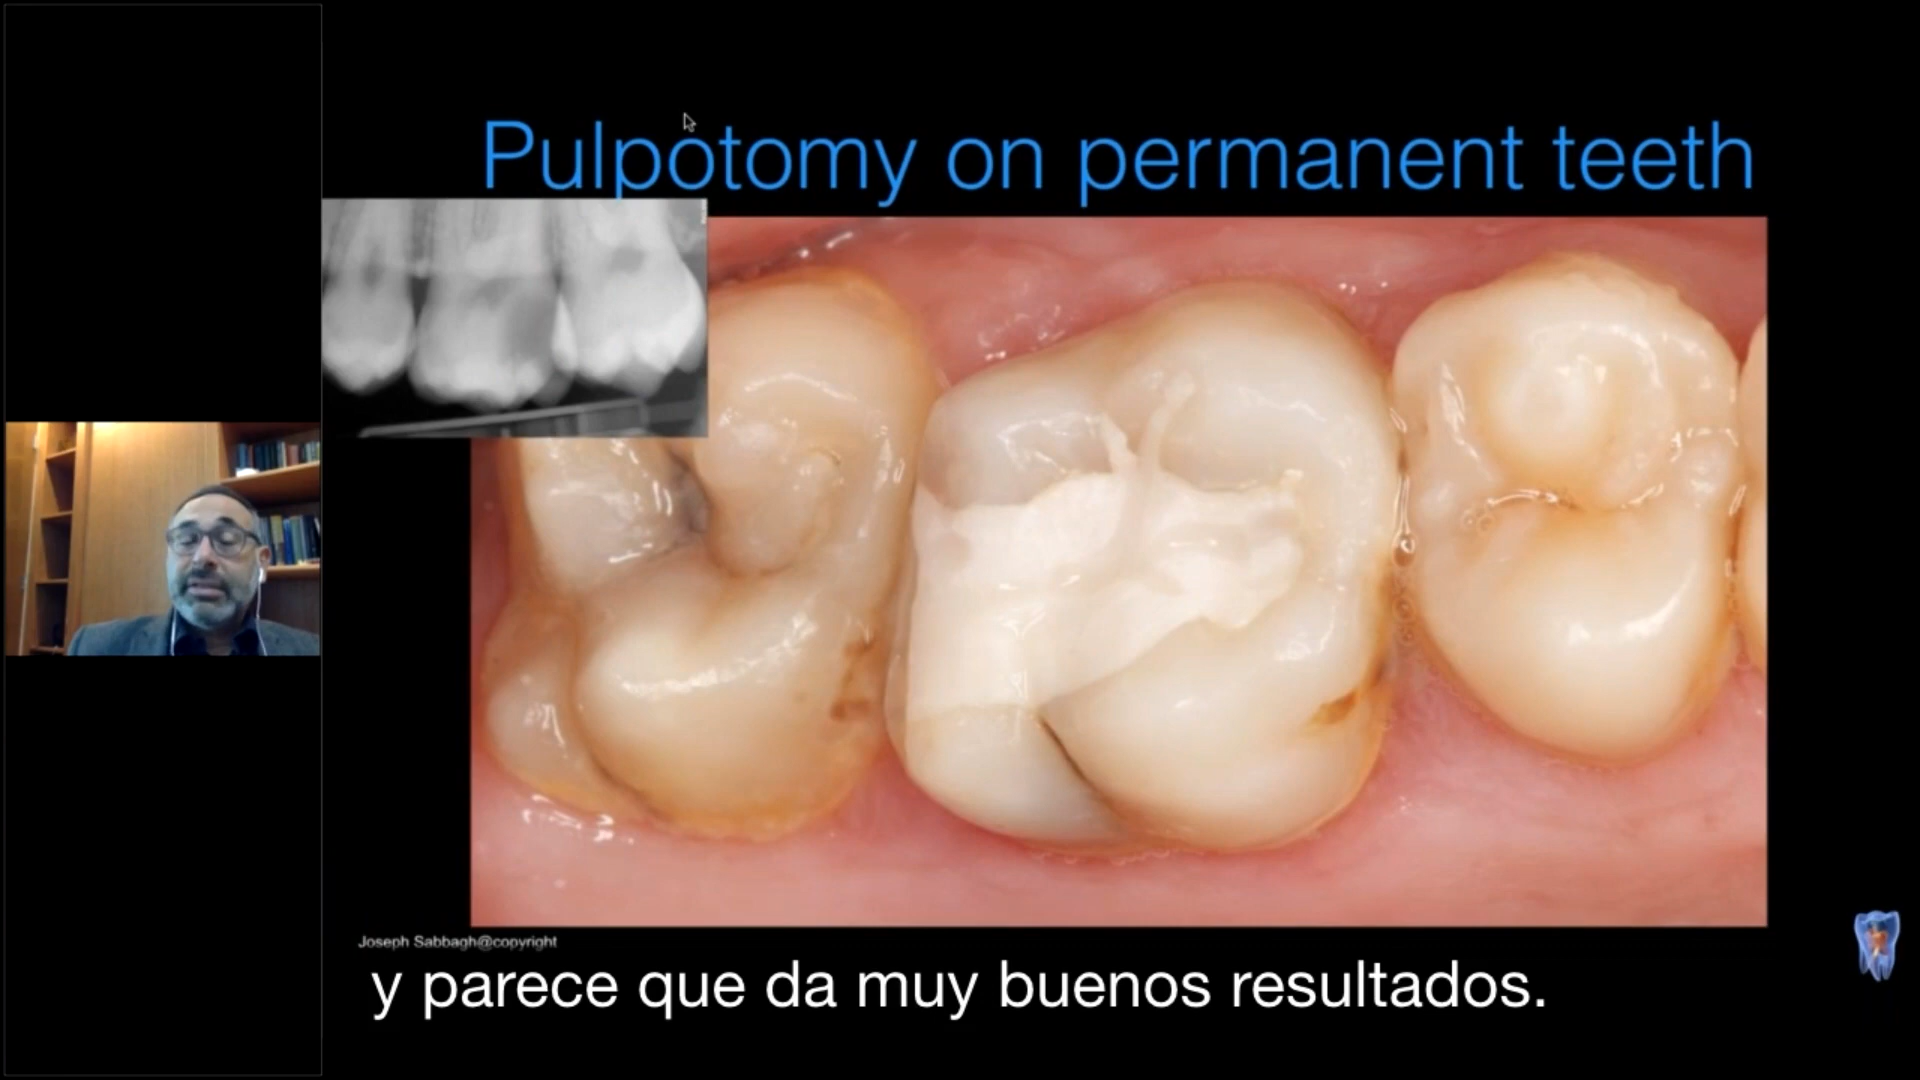 Pulpotomy on permanent teeth
Joseph Sabbagh@copyright
y parece que da muy buenos resultados.